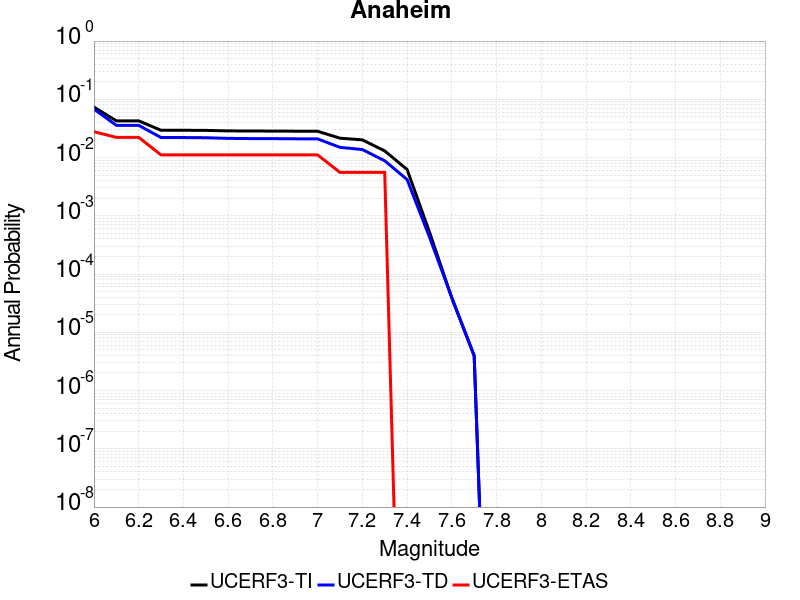 Anaheim
10^0
10^-1
10^-2
10^-3
10^-4
10^-5
10^-6
10^-7
10^-8
Annual Probability
6 6.2 6.4 6.6 6.8 7 7.2 7.4 7.6 7.8 8 8.2 8.4 8.6 8.8 9
Magnitude
UCERF3-TI UCERF3-TD UCERF3-ETAS